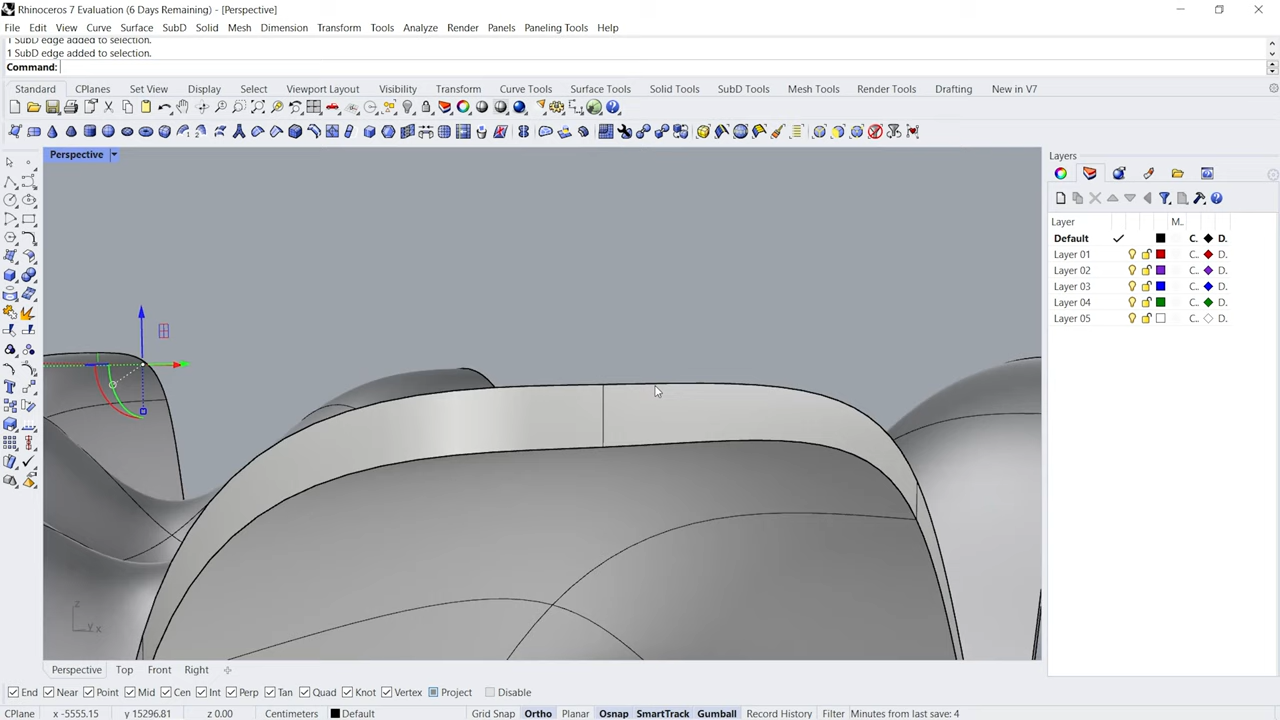 Rhinoceros 7 Evaluation (6 Days Remaining) - [Perspective]
File Edit View Curve Surface SubD Solid Mesh Dimension Transform Tools Analyze Render Panels Paneling Tools Help
1 SubD edge added to selection.
1 SubD edge added to selection.
Command:
Standard CPlanes Set View Display Select Viewport Layout Visibility Transform Curve Tools Surface Tools Solid Tools SubD Tools Mesh Tools Render Tools Drafting New in V7
Perspective
Layers
Layer M..
Default C. D.
Layer 01 C.. D.
Layer 02 C.. D.
Layer 03 C.. D.
Layer 04 C.. D.
Layer 05 C.. D.
z
y x
Perspective Top Front Right
End Near Point Mid Cen Int Perp Tan Quad Knot Vertex Project Disable
CPlane x -5555.15 y 15296.81 z 0.00 Centimeters Default Grid Snap Ortho Planar Osnap SmartTrack Gumball Record History Filter Minutes from last save: 4